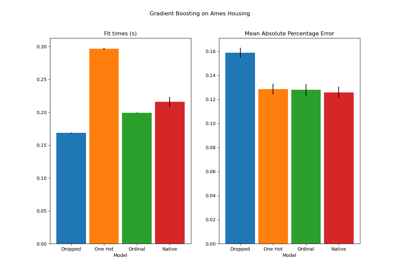 Gradient Boosting on Ames Housing
Fit times (s)
0.30
0.25
0.20
0.15
0.10
0.05
0.00
Dropped One Hot Ordinal Native
Model
Mean Absolute Percentage Error
0.16
0.14
0.12
0.10
0.08
0.06
0.04
0.02
0.00
Dropped One Hot Ordinal Native
Model